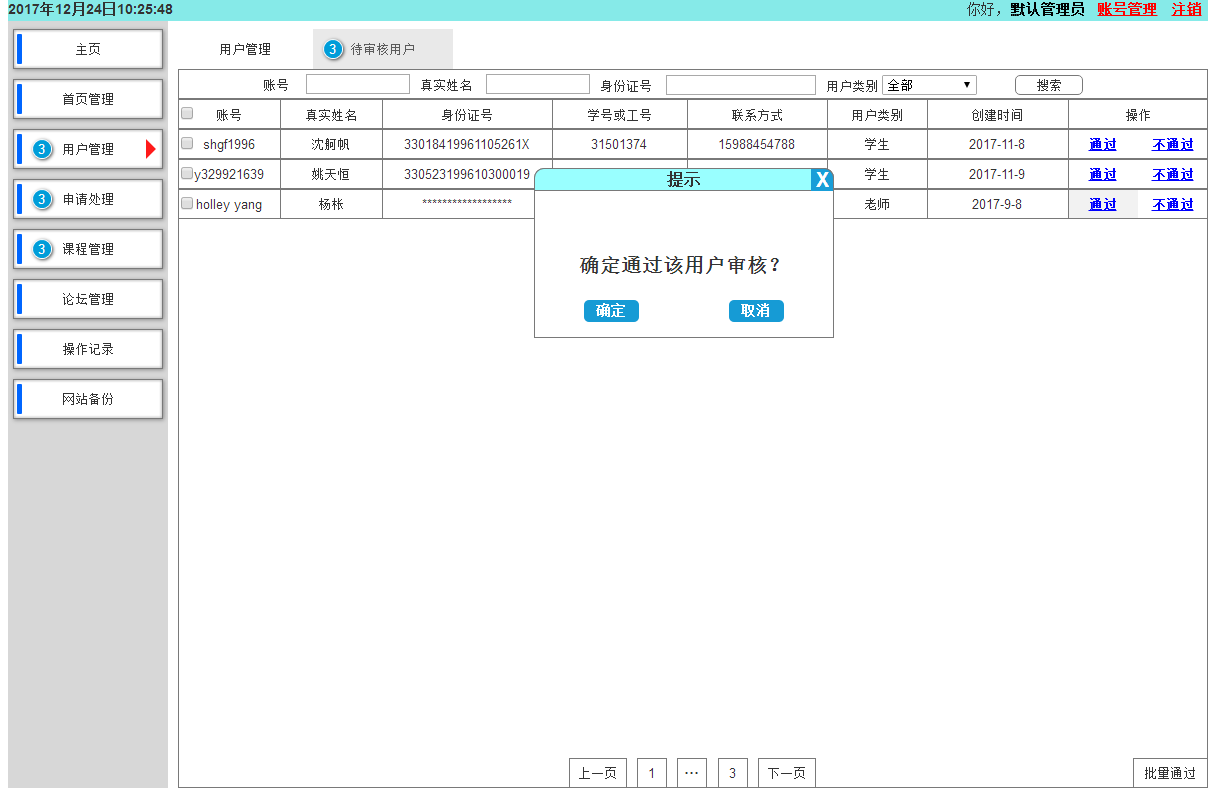 2017年12月24日10:25:48
你好，默认管理员 账号管理 注销
主页
首页管理
3 用户管理
3 申请处理
3 课程管理
论坛管理
操作记录
网站备份
用户管理 3 待审核用户
账号 真实姓名 身份证号 用户类别 全部 搜索
账号 真实姓名 身份证号 学号或工号 联系方式 用户类别 创建时间 操作
shgf1996 沈舸帆 33018419961105261X 31501374 15988454788 学生 2017-11-8 通过 不通过
y329921639 姚天恒 330523199610300019 学生 2017-11-9 通过 不通过
holley yang 杨枨 ****************** 老师 2017-9-8 通过 不通过
提示 X
确定通过该用户审核？
确定 取消
上一页 1 ... 3 下一页 批量通过